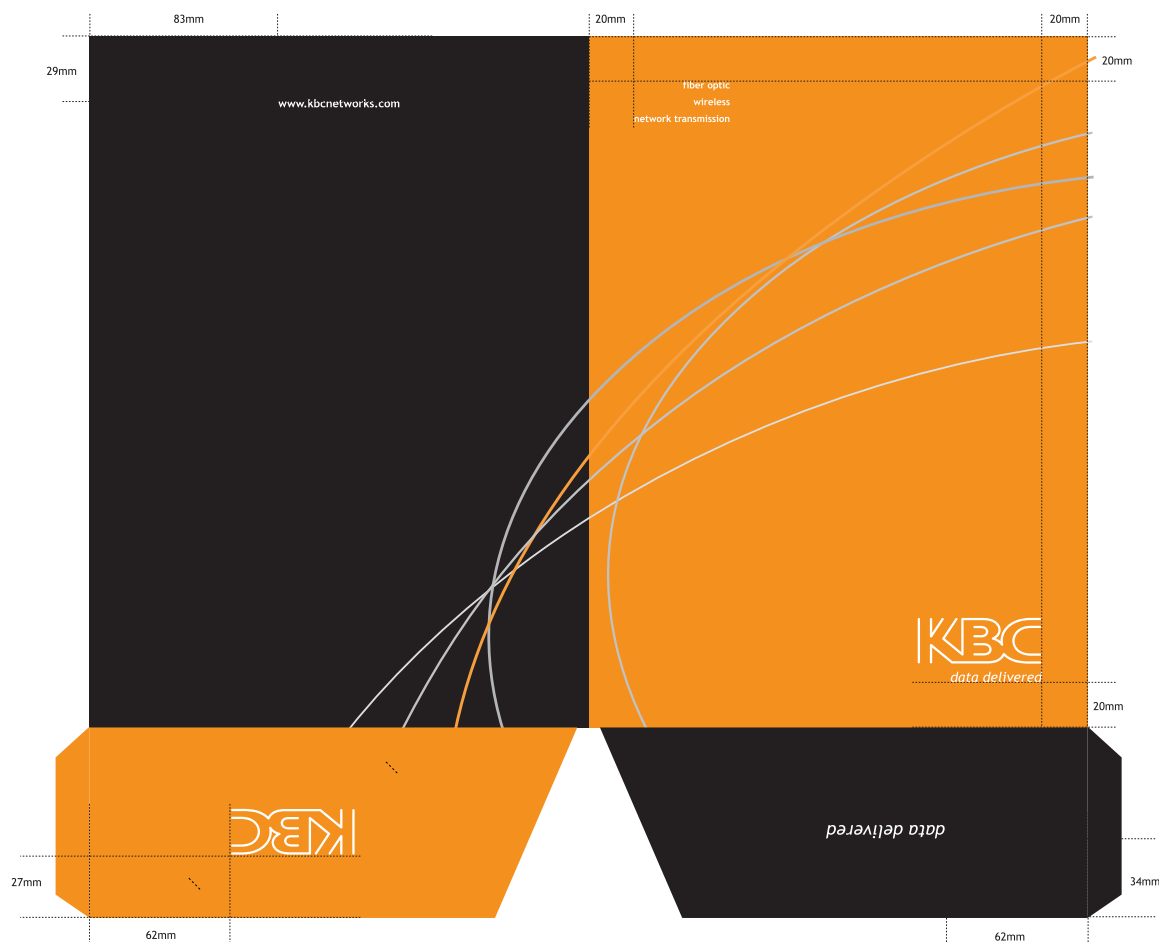 83mm
20mm
20mm
29mm
20mm
www.kbcnetworks.com
fiber optic
wireless
network transmission
KBC
data delivered
20mm
KBC
data delivered
27mm
34mm
62mm
62mm